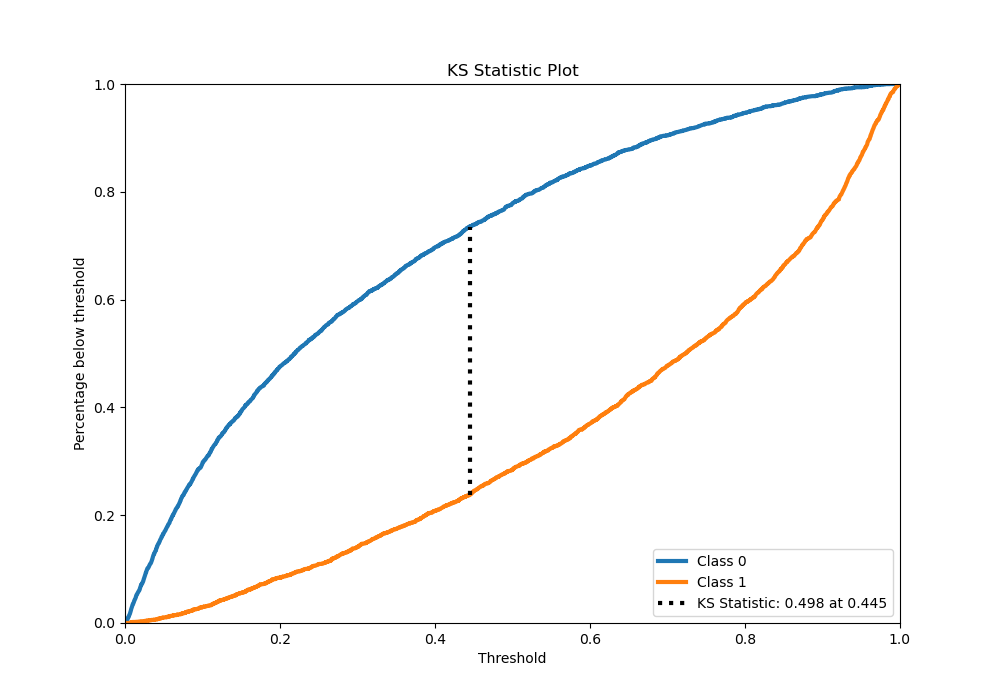 KS Statistic Plot
Percentage below threshold
1.0
0.8
0.6
0.4
0.2
0.0
0.0 0.2 0.4 0.6 0.8 1.0
Threshold
Class 0
Class 1
KS Statistic: 0.498 at 0.445